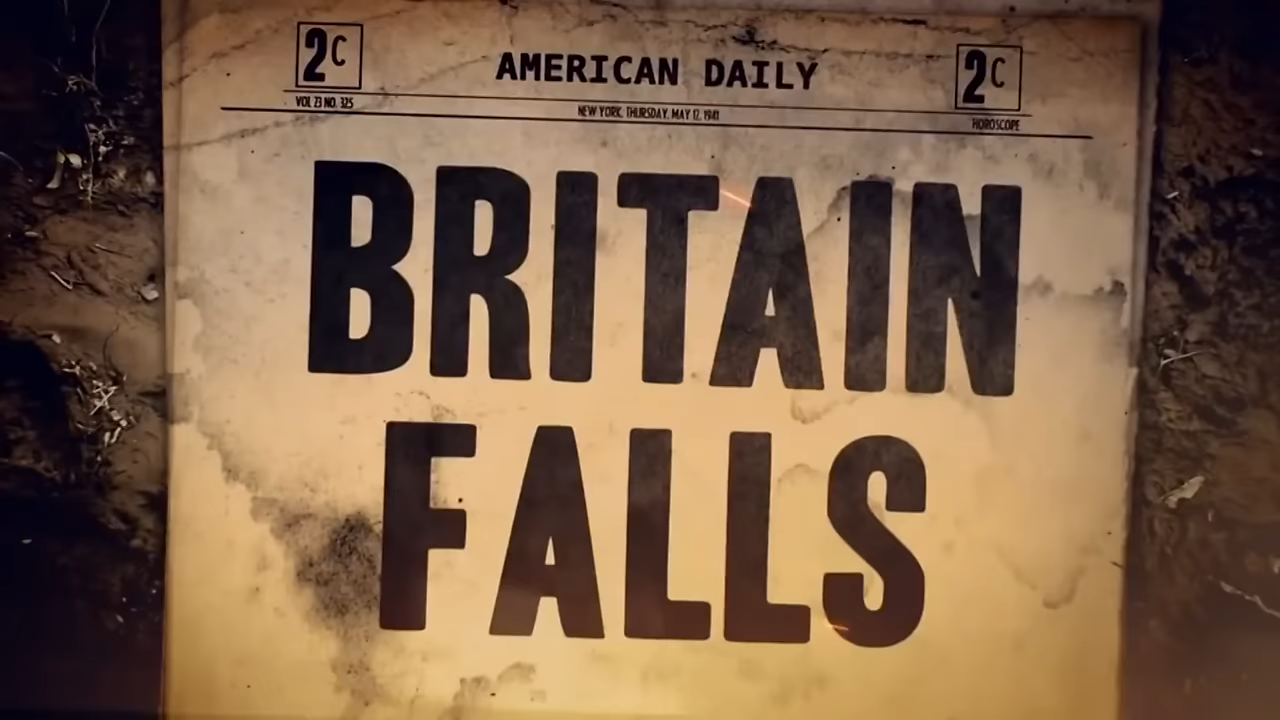 2C AMERICAN DAILY 2C
VOL 23 NO. 325 NEW YORK, THURSDAY, MAY 17, 1941 HOROSCOPE
BRITAIN
FALLS